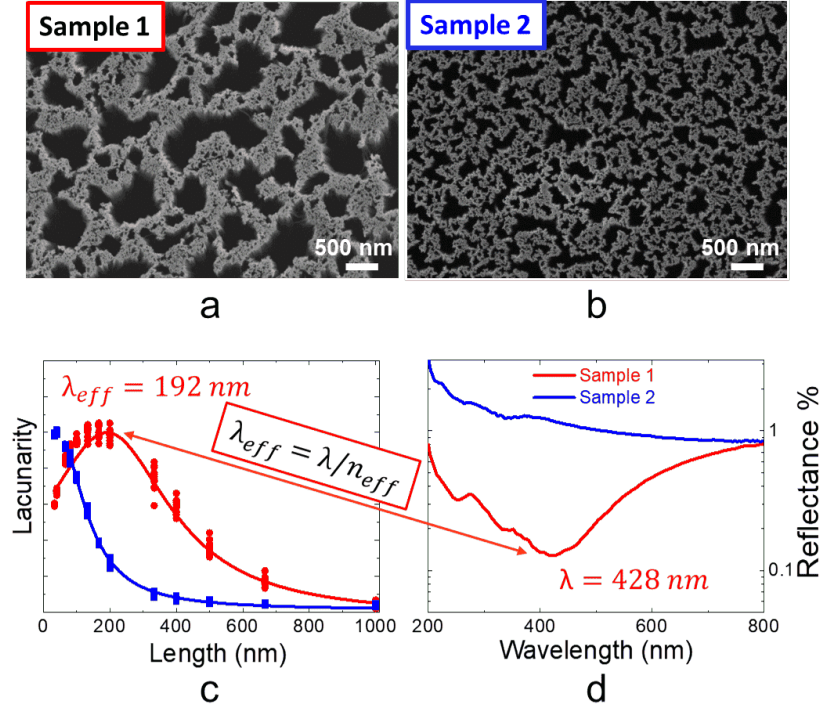 Sample 1
Sample 2
500 nm
500 nm
a
b
λ_eff = 192 nm
λ_eff = λ/n_eff
Sample 1
Sample 2
1
0.1
λ = 428 nm
Lacunarity
Reflectance %
0 200 400 600 800 1000
200 400 600 800
Length (nm)
Wavelength (nm)
c
d